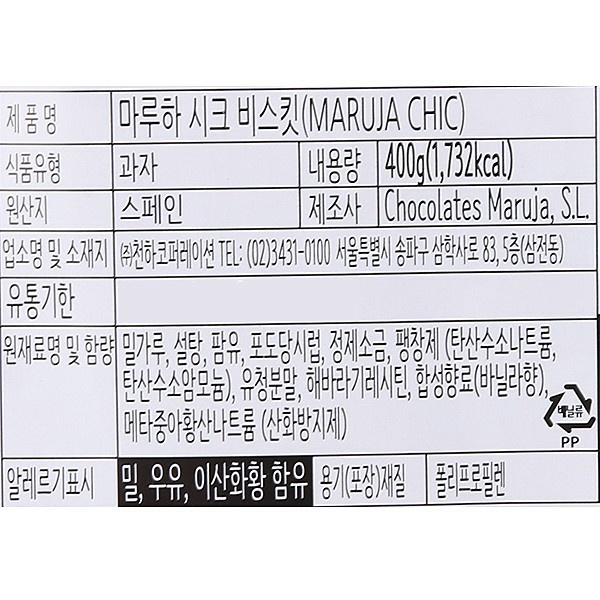 제 품 명 마루하 시크 비스킷(MARUJA CHIC)
식품유형 과자 내용량 400g(1,732kcal)
원산지 스페인 제조사 Chocolates Maruja, S.L.
업소명 및 소재지 ㈜천하코퍼레이션 TEL: (02)3431-0100 서울특별시 송파구 삼학사로 83, 5층(삼전동)
유통기한
원재료명 및 함량 밀가루, 설탕, 팜유, 포도당시럽, 정제소금, 팽창제 (탄산수소나트륨,
탄산수소암모늄), 유청분말, 해바라기레시틴, 합성향료(바닐라향),
메타중아황산나트륨 (산화방지제)
비닐류
PP
알레르기표시 밀, 우유, 이산화황 함유 용기(포장)재질 폴리프로필렌